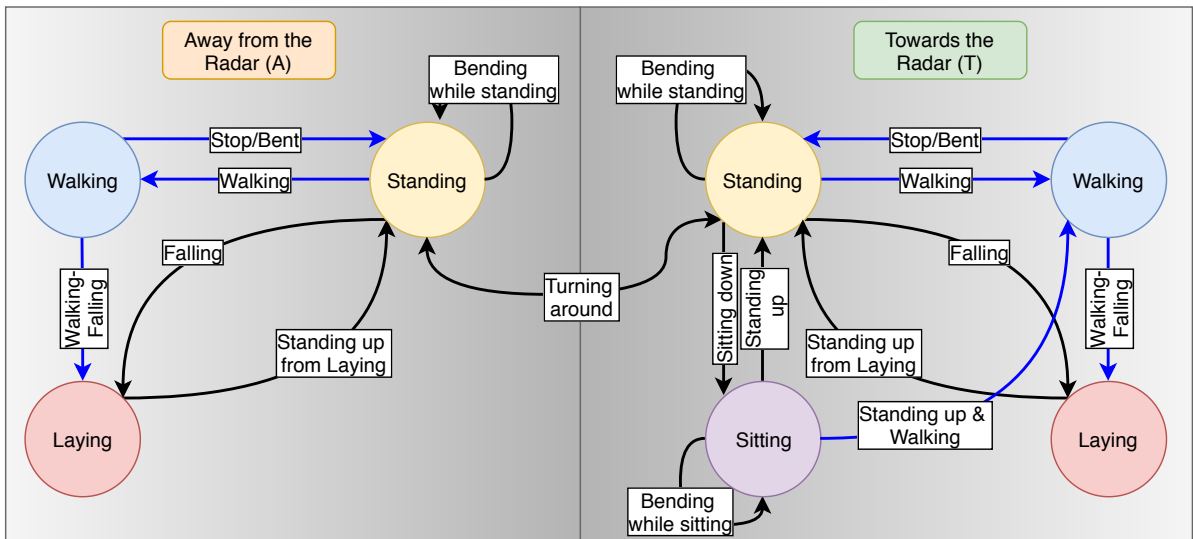 Away from the
Radar (A)
Towards the
Radar (T)
Bending
while standing
Bending
while standing
Stop/Bent
Walking
Walking
Standing
Standing
Stop/Bent
Walking
Walking
Falling
Walking-
Falling
Turning
around
Sitting down
Standing
up
Falling
Walking-
Falling
Standing up
from Laying
Standing up
from Laying
Laying
Sitting
Standing up &
Walking
Laying
Bending
while sitting